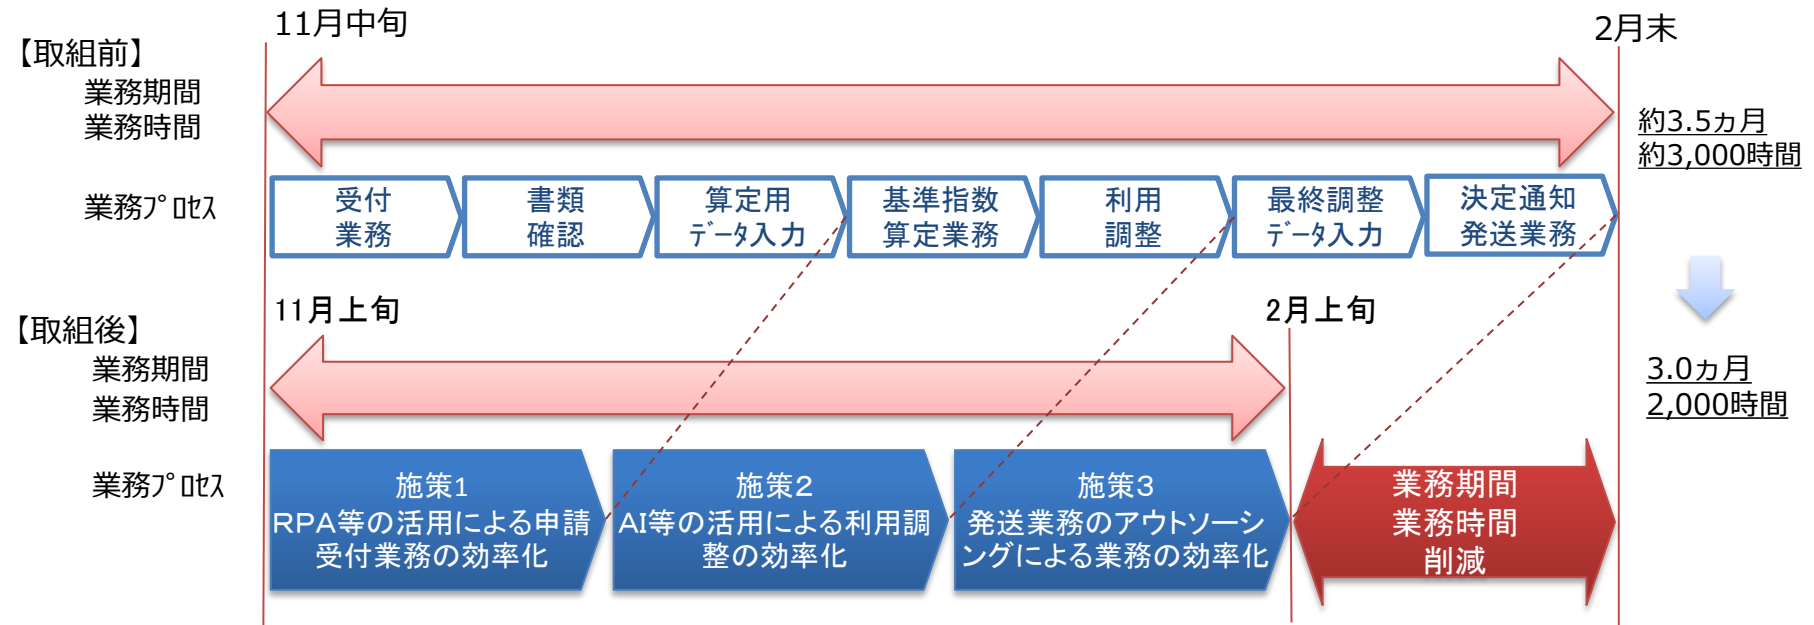 11月中旬
2月末
【取組前】
業務期間
業務時間
約3.5ヵ月
約3,000時間
業務ﾌﾟﾛｾｽ
受付
業務
書類
確認
算定用
ﾃﾞｰﾀ入力
基準指数
算定業務
利用
調整
最終調整
ﾃﾞｰﾀ入力
決定通知
発送業務
11月上旬
2月上旬
【取組後】
業務期間
業務時間
3.0ヵ月
2,000時間
業務ﾌﾟﾛｾｽ
施策1
RPA等の活用による申請
受付業務の効率化
施策２
AI等の活用による利用調
整の効率化
施策３
発送業務のアウトソーシ
ングによる業務の効率化
業務期間
業務時間
削減